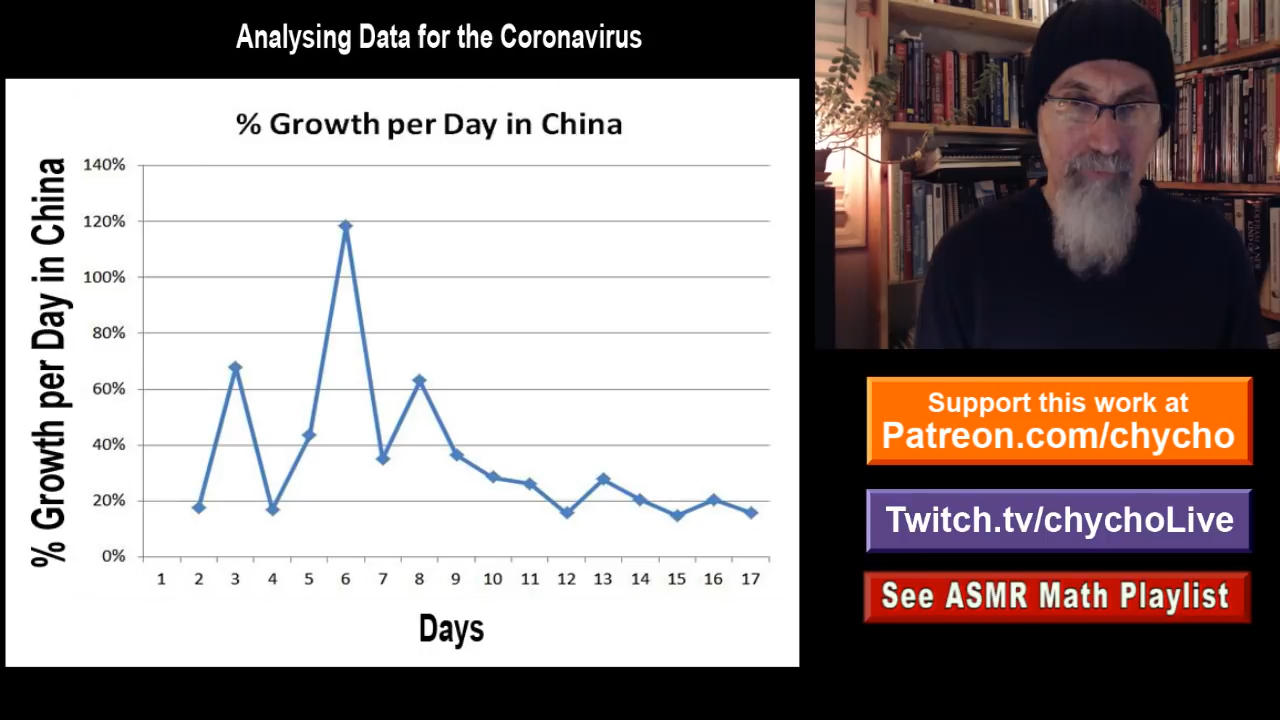 Analysing Data for the Coronavirus
% Growth per Day in China
% Growth per Day in China
140%
120%
100%
80%
60%
40%
20%
0%
1 2 3 4 5 6 7 8 9 10 11 12 13 14 15 16 17
Days
Support this work at
Patreon.com/chycho
Twitch.tv/chychoLive
See ASMR Math Playlist